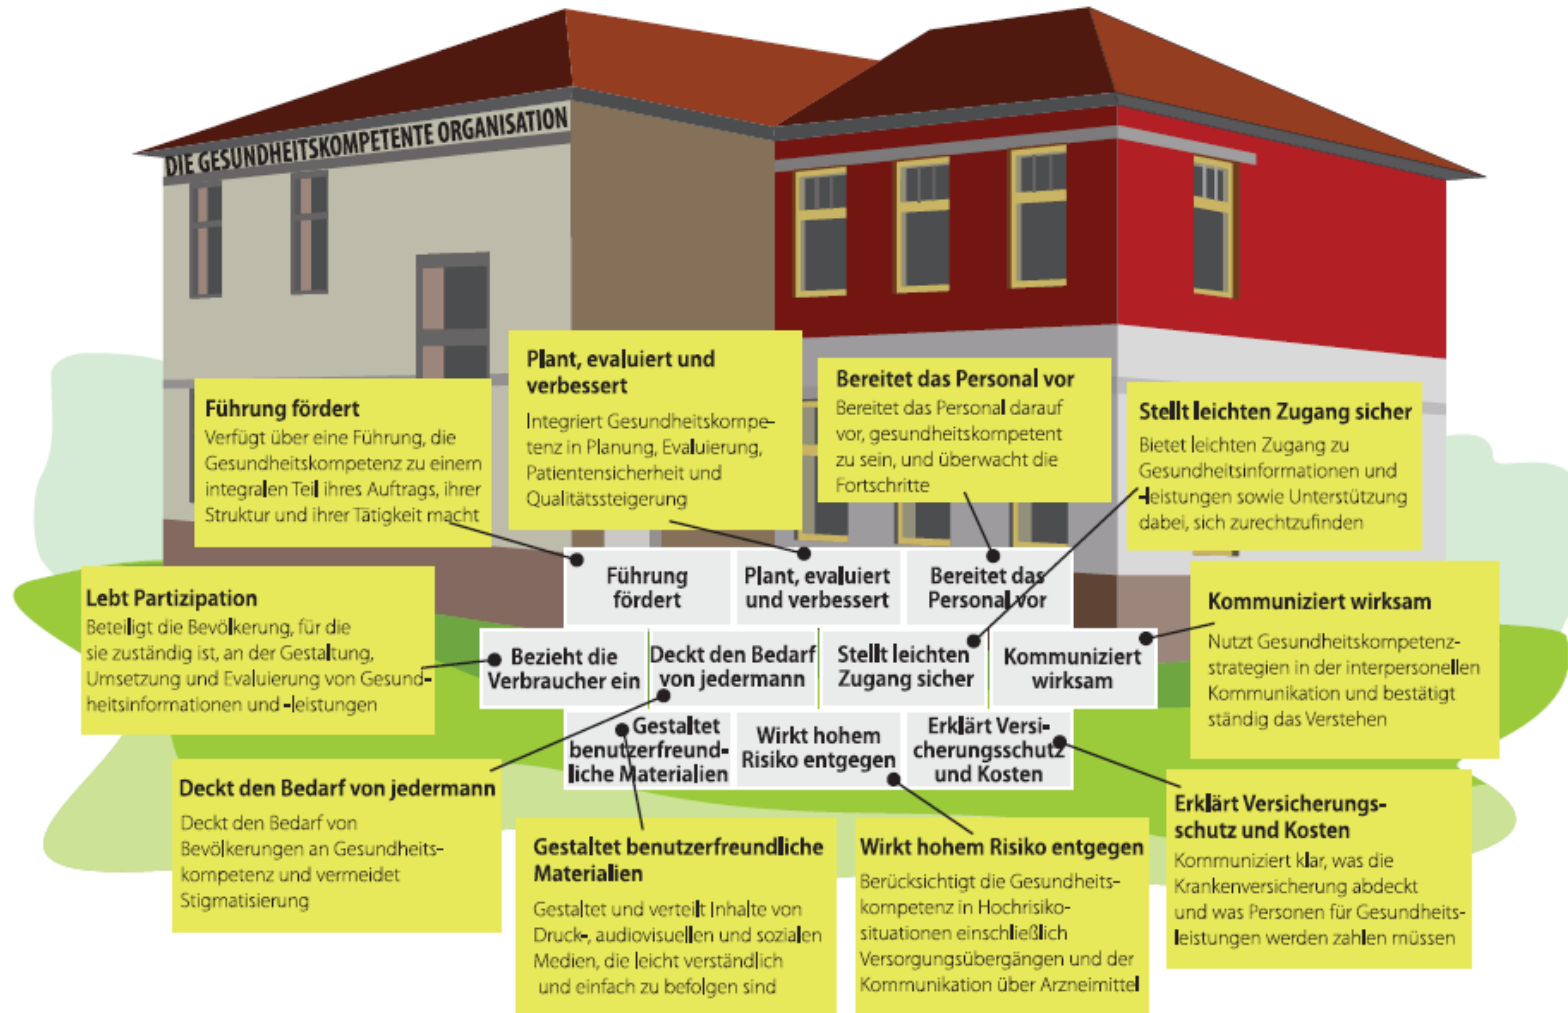 DIE GESUNDHEITSKOMPETENTE ORGANISATION
Führung fördert
Verfügt über eine Führung, die
Gesundheitskompetenz zu einem
integralen Teil ihres Auftrags, ihrer
Struktur und ihrer Tätigkeit macht
Plant, evaluiert und
verbessert
Integriert Gesundheitskompe-
tenz in Planung, Evaluierung,
Patientensicherheit und
Qualitätssteigerung
Bereitet das Personal vor
Bereitet das Personal darauf
vor, gesundheitskompetent
zu sein, und überwacht die
Fortschritte
Stellt leichten Zugang sicher
Bietet leichten Zugang zu
Gesundheitsinformationen und
-leistungen sowie Unterstützung
dabei, sich zurechtzufinden
Lebt Partizipation
Beteiligt die Bevölkerung, für die
sie zuständig ist, an der Gestaltung,
Umsetzung und Evaluierung von Gesund-
heitsinformationen und -leistungen
Führung
fördert
Plant, evaluiert
und verbessert
Bereitet das
Personal vor
Bezieht die
Verbraucher ein
Deckt den Bedarf
von jedermann
Stellt leichten
Zugang sicher
Kommuniziert
wirksam
Gestaltet
benutzerfreund-
liche Materialien
Wirkt hohem
Risiko entgegen
Erklärt Versi-
cherungsschutz
und Kosten
Kommuniziert wirksam
Nutzt Gesundheitskompetenz-
strategien in der interpersonellen
Kommunikation und bestätigt
ständig das Verstehen
Deckt den Bedarf von jedermann
Deckt den Bedarf von
Bevölkerungen an Gesundheits-
kompetenz und vermeidet
Stigmatisierung
Gestaltet benutzerfreundliche
Materialien
Gestaltet und verteilt Inhalte von
Druck-, audiovisuellen und sozialen
Medien, die leicht verständlich
und einfach zu befolgen sind
Wirkt hohem Risiko entgegen
Berücksichtigt die Gesundheits-
kompetenz in Hochrisiko-
situationen einschließlich
Versorgungsübergängen und der
Kommunikation über Arzneimittel
Erklärt Versicherungs-
schutz und Kosten
Kommuniziert klar, was die
Krankenversicherung abdeckt
und was Personen für Gesundheits-
leistungen werden zahlen müssen